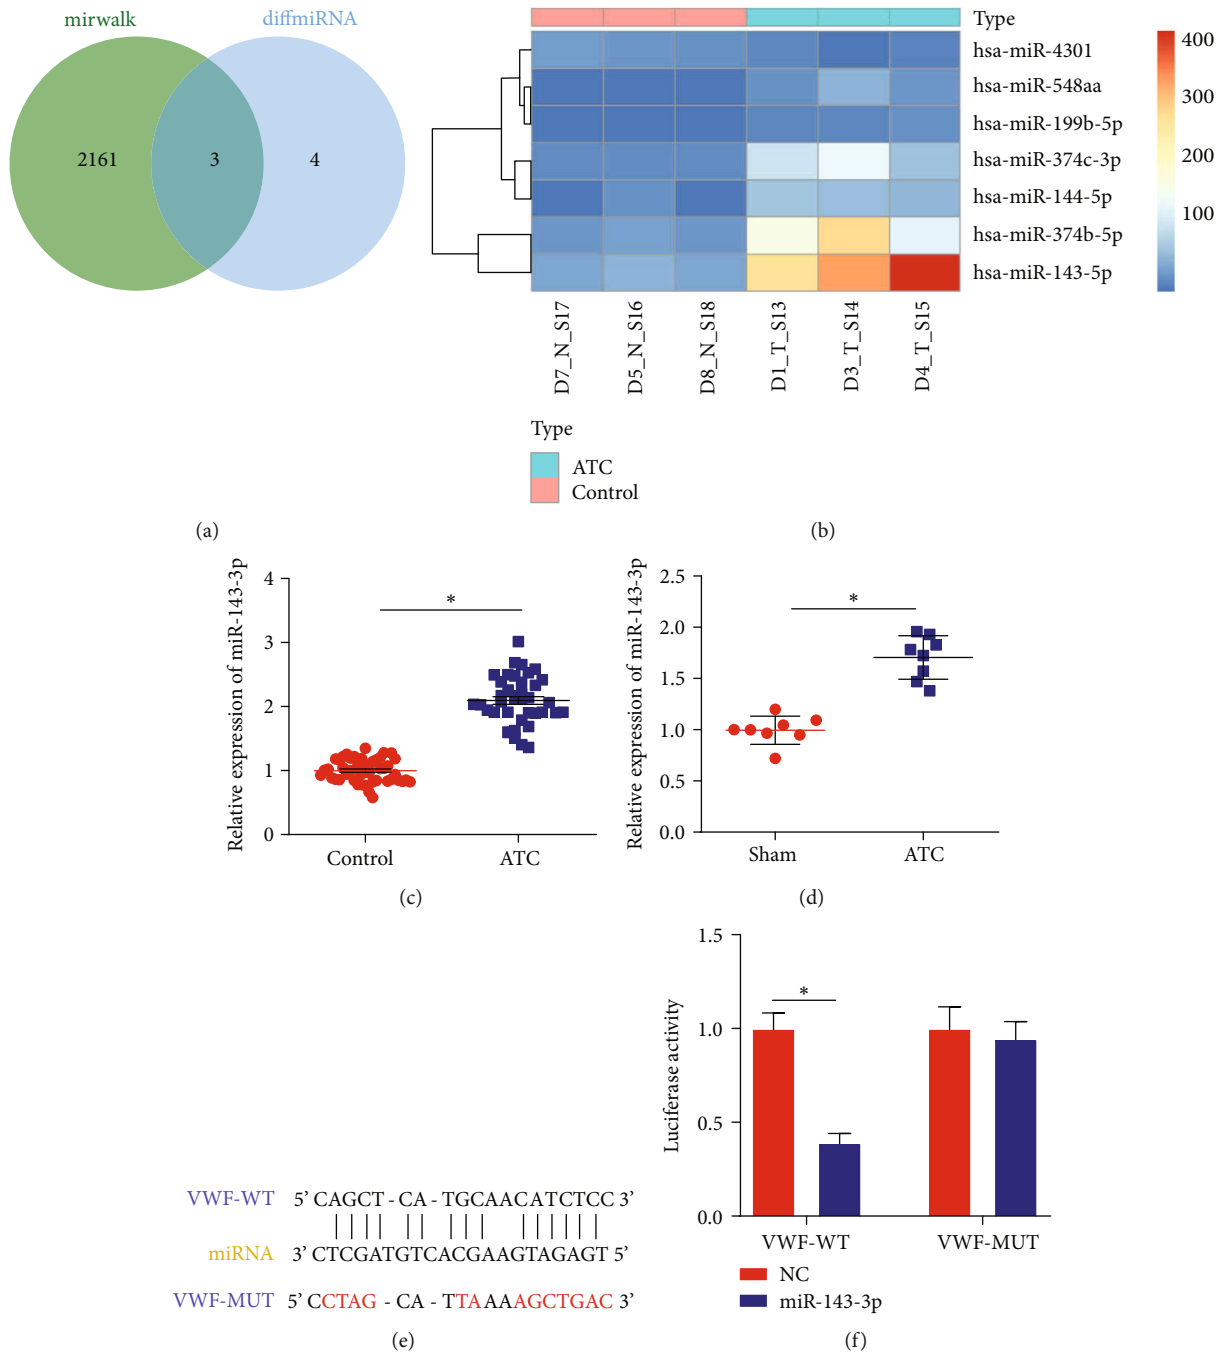 mirwalk
diffmiRNA
2161
3
4
(a)
Type
hsa-miR-4301
hsa-miR-548aa
hsa-miR-199b-5p
hsa-miR-374c-3p
hsa-miR-144-5p
hsa-miR-374b-5p
hsa-miR-143-5p
400
300
200
100
D7_N_S17
D5_N_S16
D8_N_S18
D1_T_S13
D3_T_S14
D4_T_S15
Type
ATC
Control
(b)
Relative expression of miR-143-3p
4
3
2
1
0
*
Control
ATC
(c)
Relative expression of miR-143-3p
2.5
2.0
1.5
1.0
0.5
0.0
*
Sham
ATC
(d)
VWF-WT 5’ CAGCT - CA - TGCAACATCTCC 3’
miRNA 3’ CTCGATGTCACGAAGTAGAGT 5’
VWF-MUT 5’ CCTAG - CA - TTAAAAGCTGAC 3’
(e)
Luciferase activity
1.5
1.0
0.5
0.0
*
VWF-WT
VWF-MUT
NC
miR-143-3p
(f)